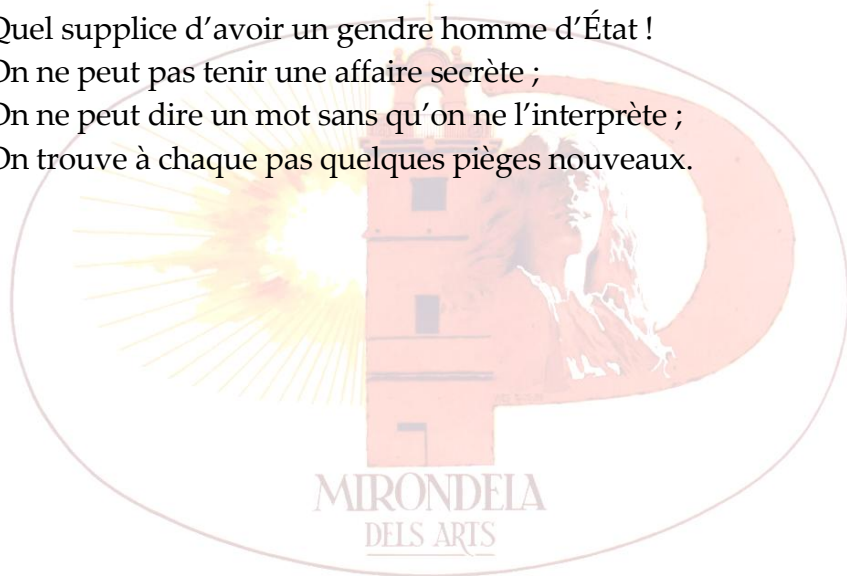 Quel supplice d’avoir un gendre homme d’État !
On ne peut pas tenir une affaire secrète ;
On ne peut dire un mot sans qu’on ne l’interprète ;
On trouve à chaque pas quelques pièges nouveaux.
MIRONDELA
DELS ARTS